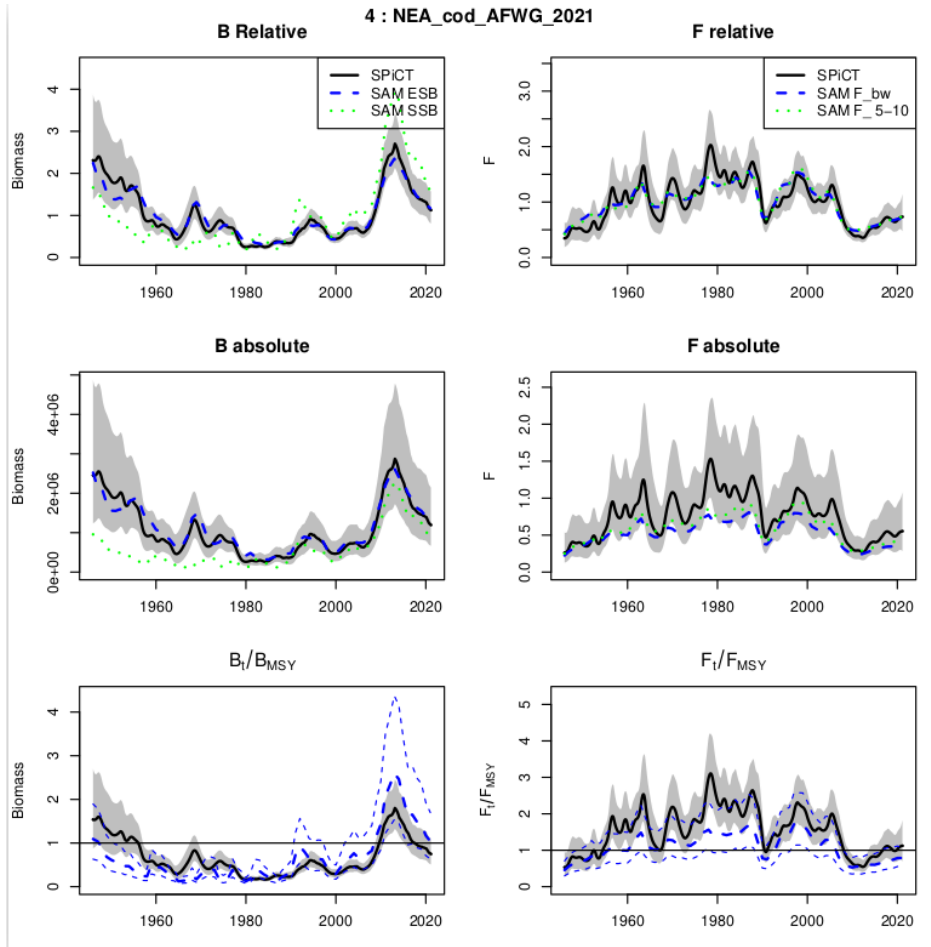 4 : NEA_cod_AFWG_2021
B Relative
Biomass
0 1 2 3 4
1960 1980 2000 2020
SPiCT
SAM ESB
SAM SSB
F relative
F
0.0 1.0 2.0 3.0
1960 1980 2000 2020
SPiCT
SAM F_bw
SAM F_ 5−10
B absolute
Biomass
0e+00 2e+06 4e+06
1960 1980 2000 2020
F absolute
F
0.0 0.5 1.0 1.5 2.0 2.5
1960 1980 2000 2020
Bt/BMSY
Biomass
0 1 2 3 4
1960 1980 2000 2020
Ft/FMSY
Ft/FMSY
0 1 2 3 4 5
1960 1980 2000 2020